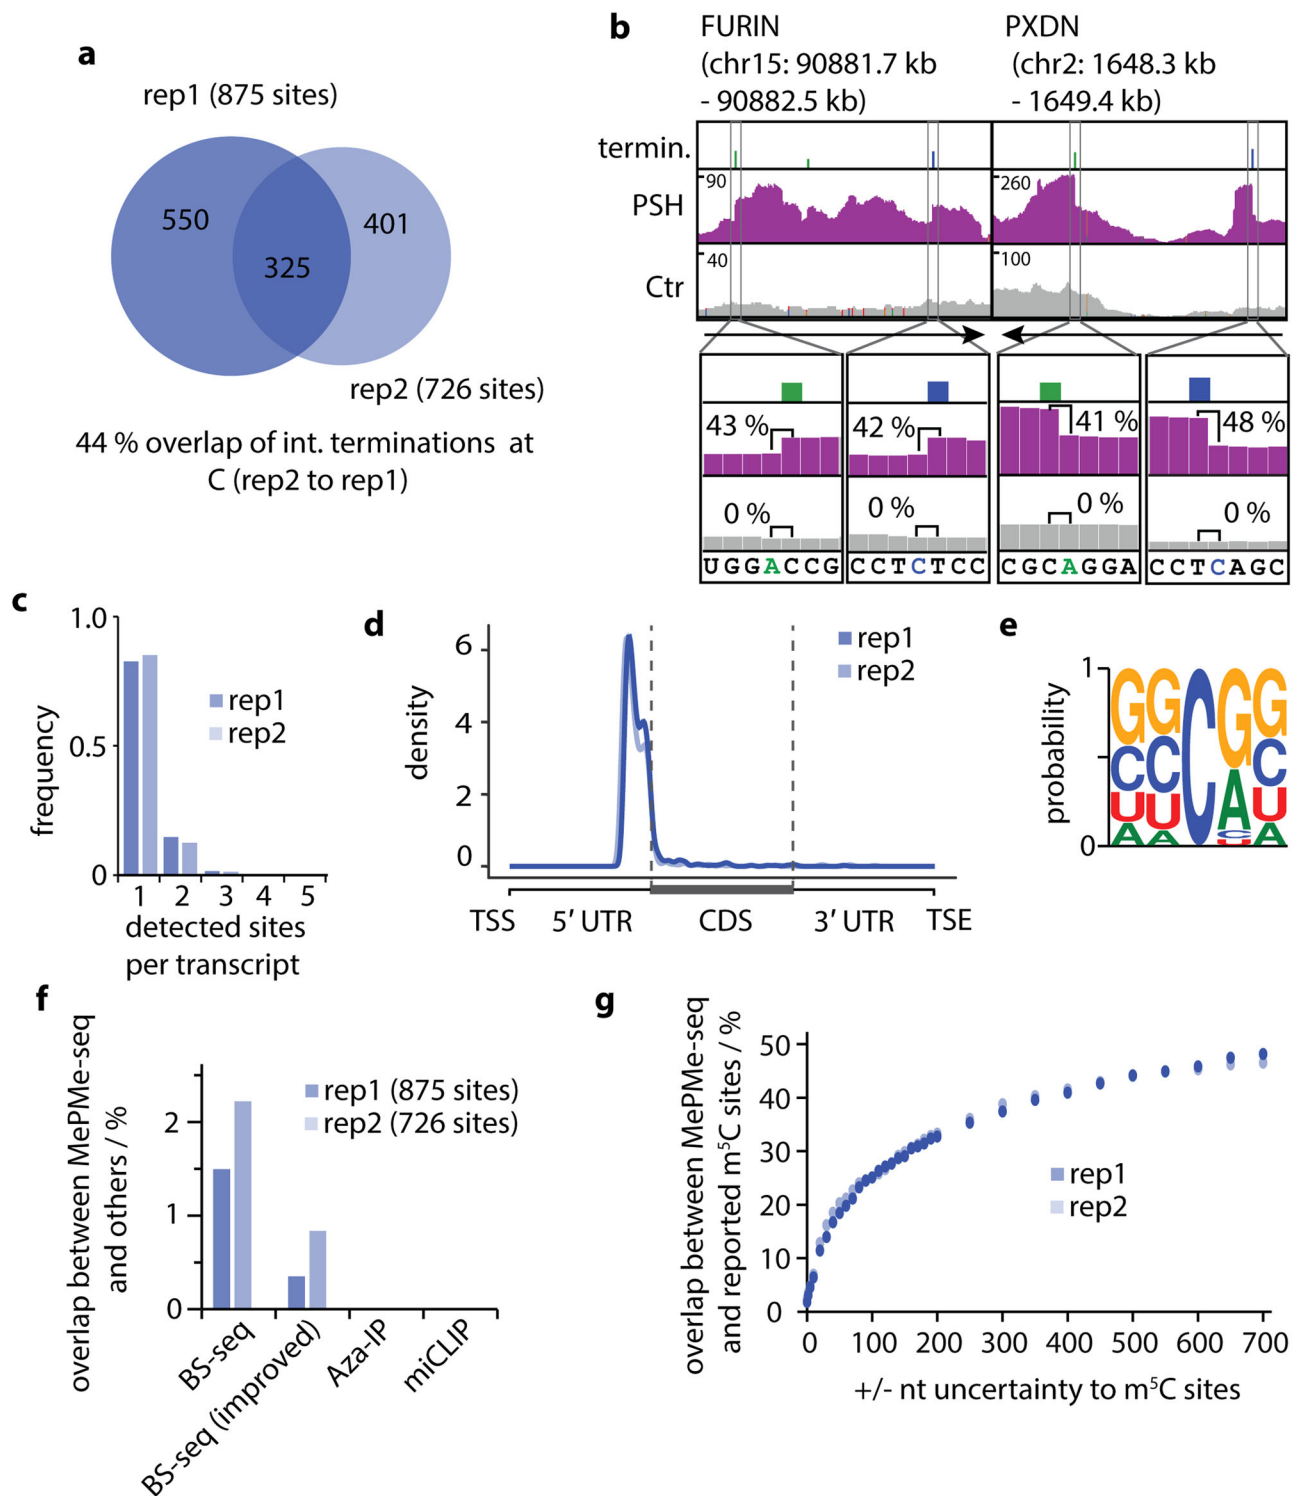 a
rep1 (875 sites)
550
401
325
rep2 (726 sites)
44 % overlap of int. terminations at
C (rep2 to rep1)
b
FURIN
(chr15: 90881.7 kb
- 90882.5 kb)
PXDN
(chr2: 1648.3 kb
- 1649.4 kb)
termin.
90
260
PSH
40
100
Ctr
43 %
42 %
41 %
48 %
0 %
0 %
0 %
0 %
UGGACCG
CCTCTCC
CGCAGGA
CCTCAGC
c
1.0
0.5
0
frequency
rep1
rep2
1 2 3 4 5
detected sites
per transcript
d
6
4
2
0
density
rep1
rep2
TSS 5′ UTR CDS 3′ UTR TSE
e
1
0
probability
G G C G G
C C A C
U U C U
A A U A
f
overlap between MePMe-seq
and others / %
2
1
0
rep1 (875 sites)
rep2 (726 sites)
BS-seq
BS-seq (improved)
Aza-IP
miCLIP
g
overlap between MePMe-seq
and reported m⁵C sites / %
50
40
30
20
10
0
rep1
rep2
0 100 200 300 400 500 600 700
+/- nt uncertainty to m⁵C sites